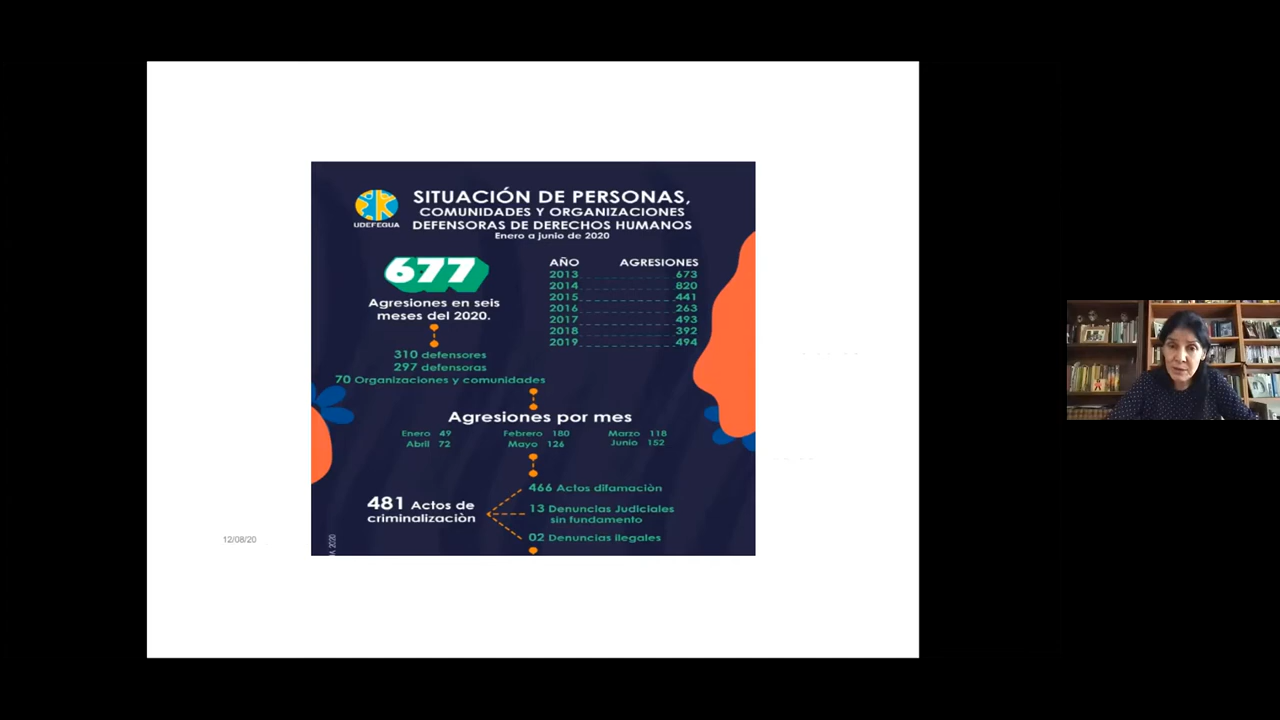 SITUACIÓN DE PERSONAS,
COMUNIDADES Y ORGANIZACIONES
DEFENSORAS DE DERECHOS HUMANOS
Enero a junio de 2020
UDEFEGUA
677
Agresiones en seis
meses del 2020.
310 defensores
297 defensoras
70 Organizaciones y comunidades
AÑO AGRESIONES
2013 673
2014 820
2015 441
2016 263
2017 493
2018 392
2019 494
Agresiones por mes
Enero 49 Febrero 180 Marzo 118
Abril 72 Mayo 126 Junio 152
481 Actos de
criminalizaciòn
466 Actos difamaciòn
13 Denuncias Judiciales
sin fundamento
02 Denuncias ilegales
12/08/20
2020